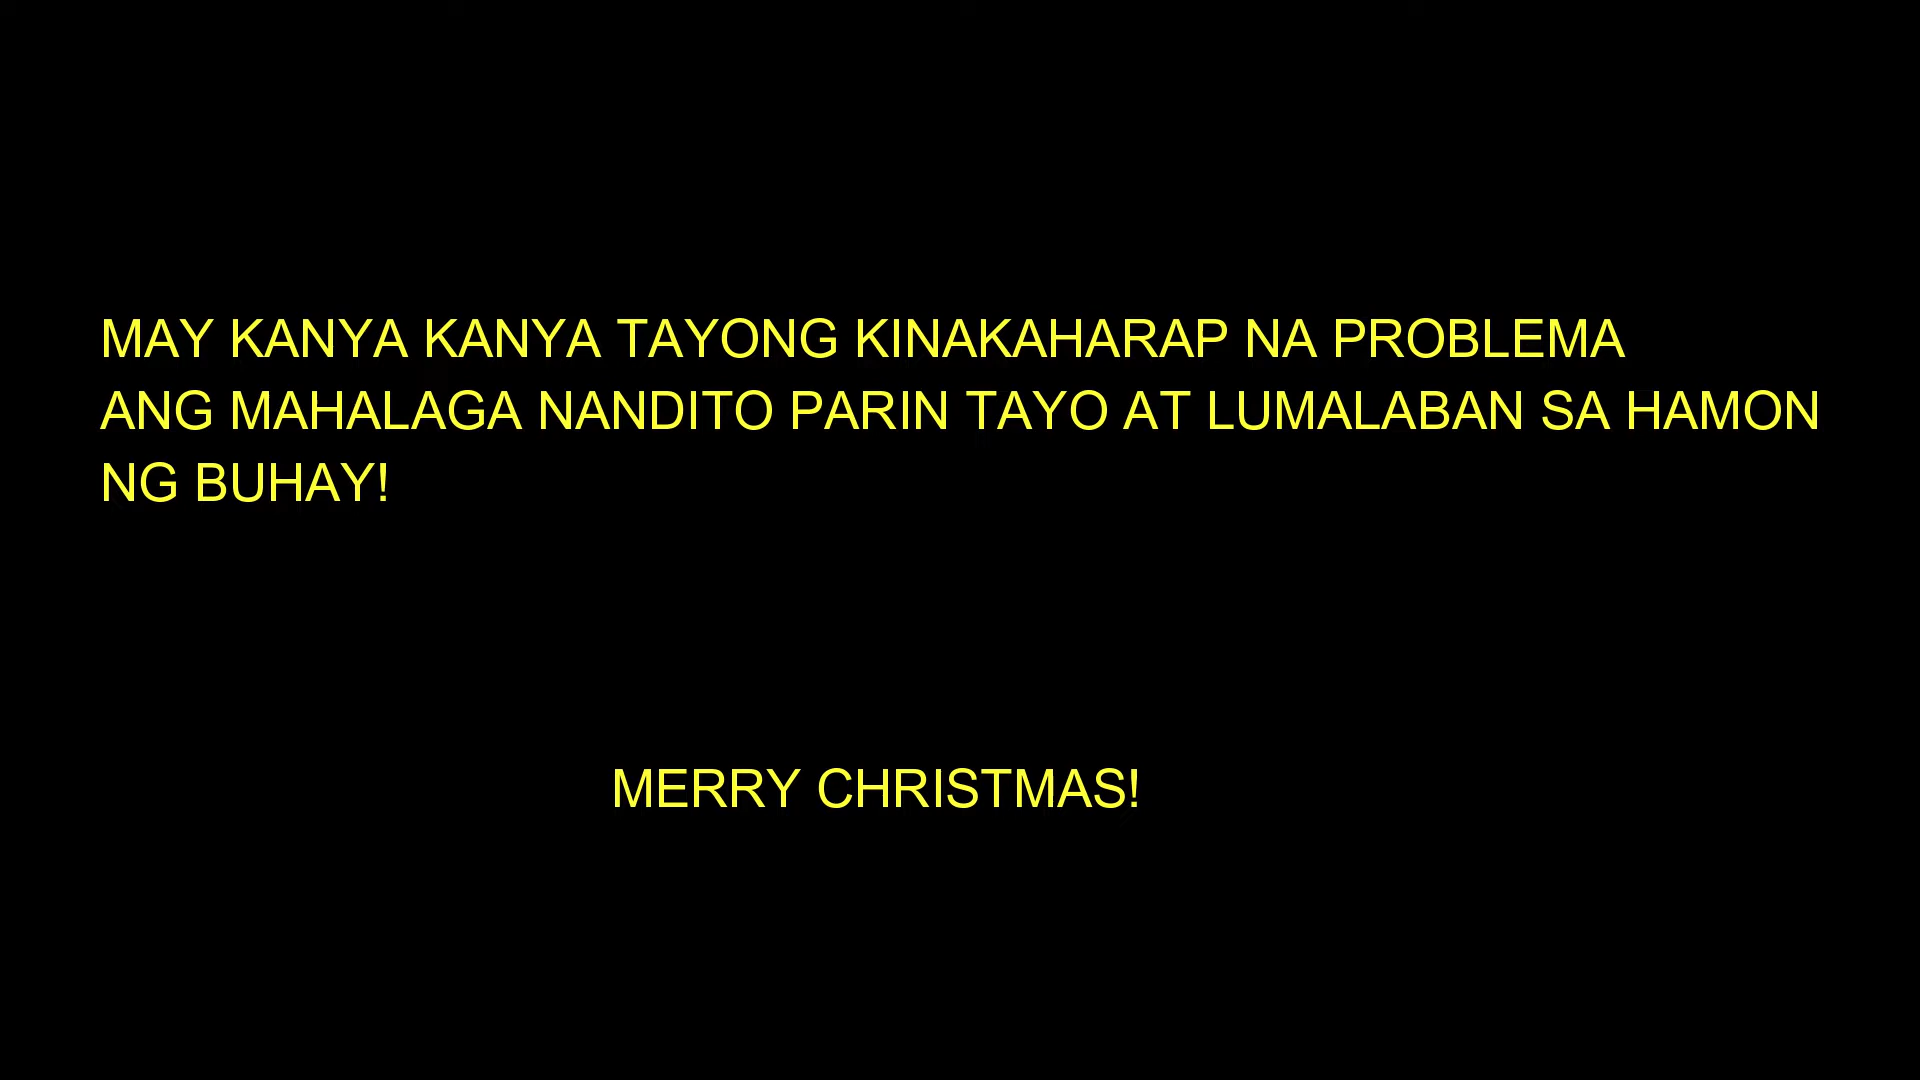 MAY KANYA KANYA TAYONG KINAKAHARAP NA PROBLEMA
ANG MAHALAGA NANDITO PARIN TAYO AT LUMALABAN SA HAMON
NG BUHAY!
MERRY CHRISTMAS!